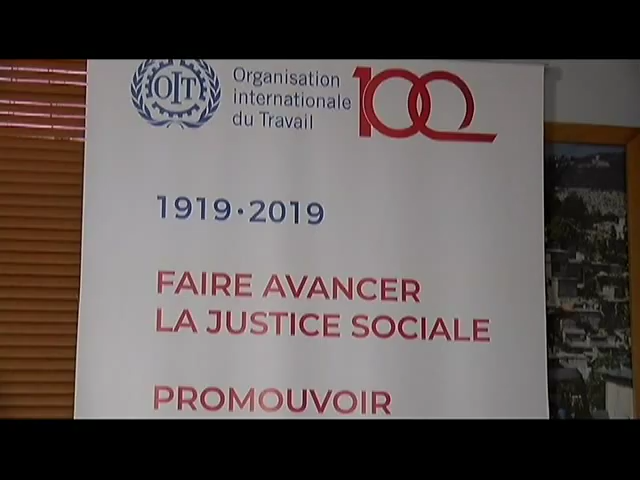 OIT
Organisation
internationale
du Travail
100
1919 • 2019
FAIRE AVANCER
LA JUSTICE SOCIALE
PROMOUVOIR